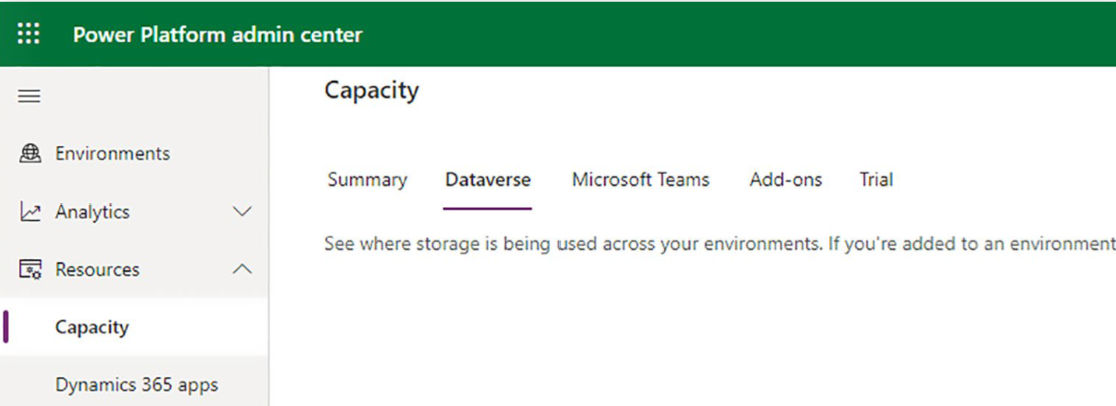 Power Platform admin center
Capacity
Environments
Summary Dataverse Microsoft Teams Add-ons Trial
Analytics
See where storage is being used across your environments. If you're added to an environment
Resources
Capacity
Dynamics 365 apps